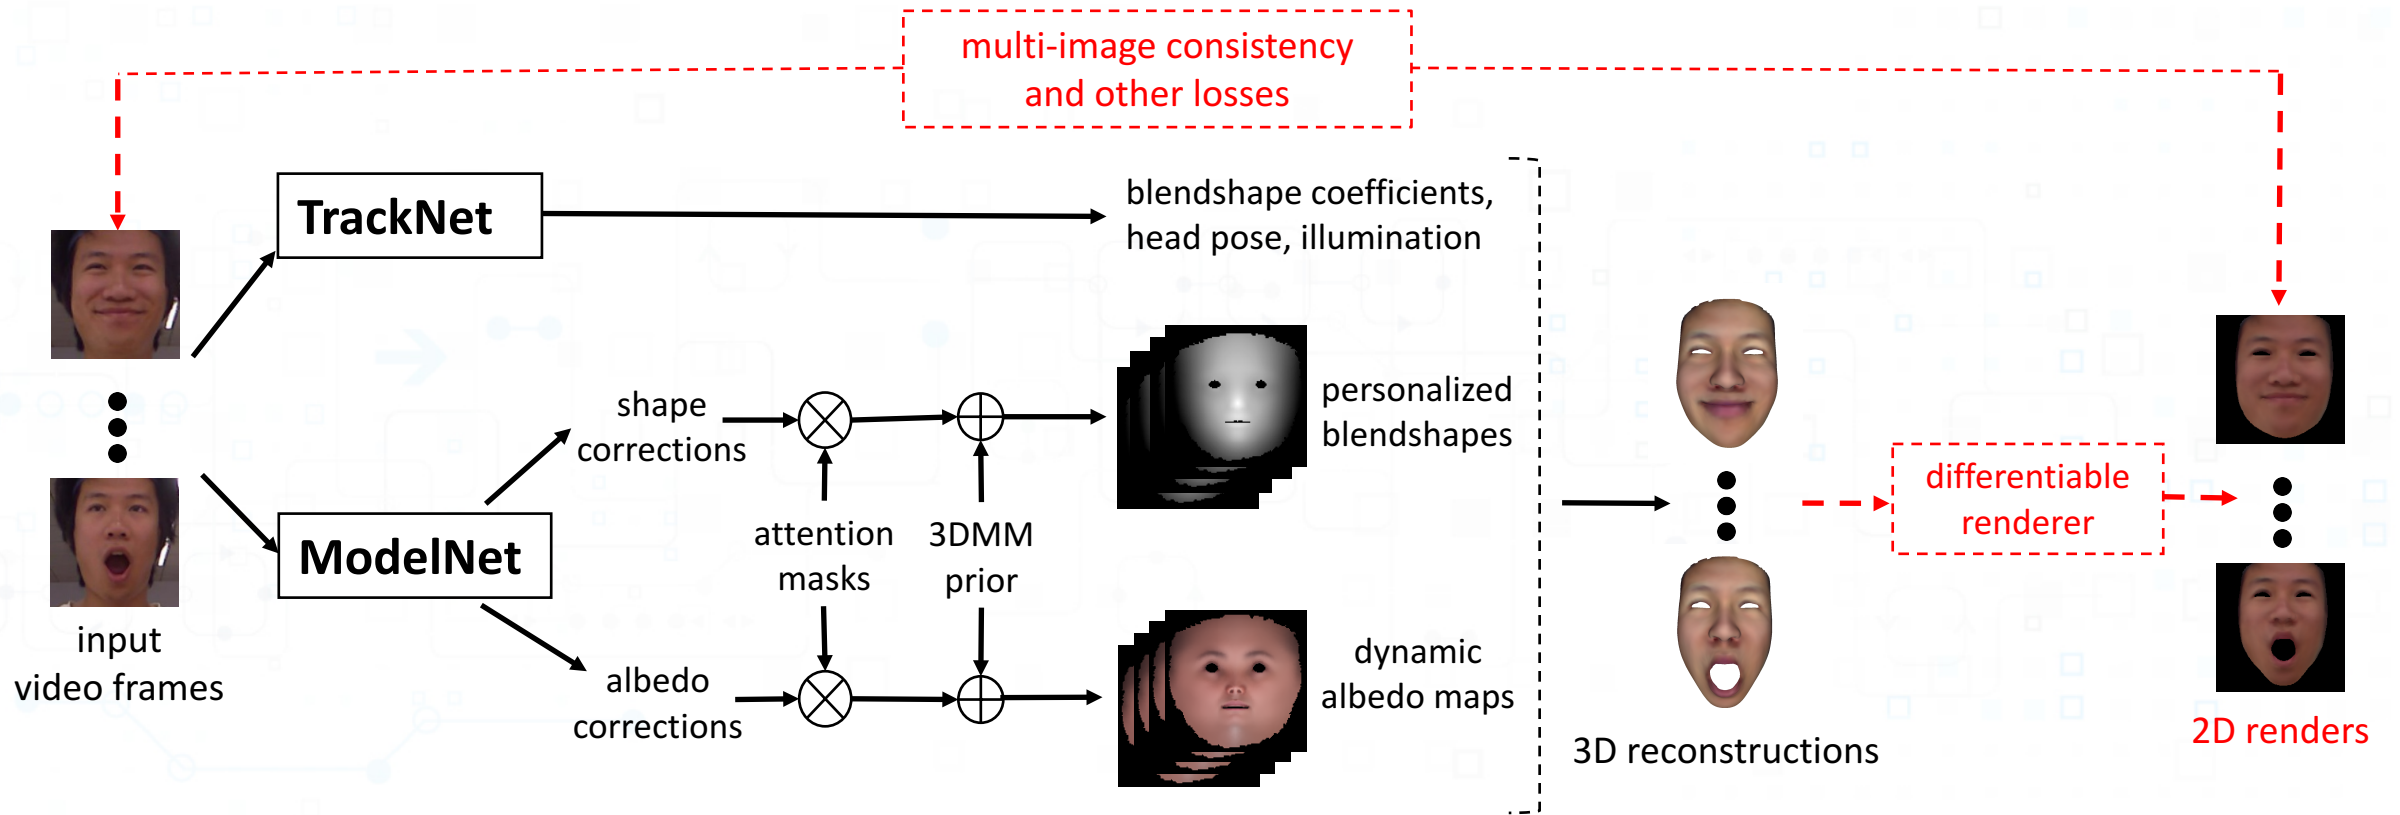 multi-image consistency
and other losses
TrackNet
blendshape coefficients,
head pose, illumination
shape
corrections
personalized
blendshapes
attention
masks
3DMM
prior
differentiable
renderer
ModelNet
input
video frames
albedo
corrections
dynamic
albedo maps
3D reconstructions
2D renders